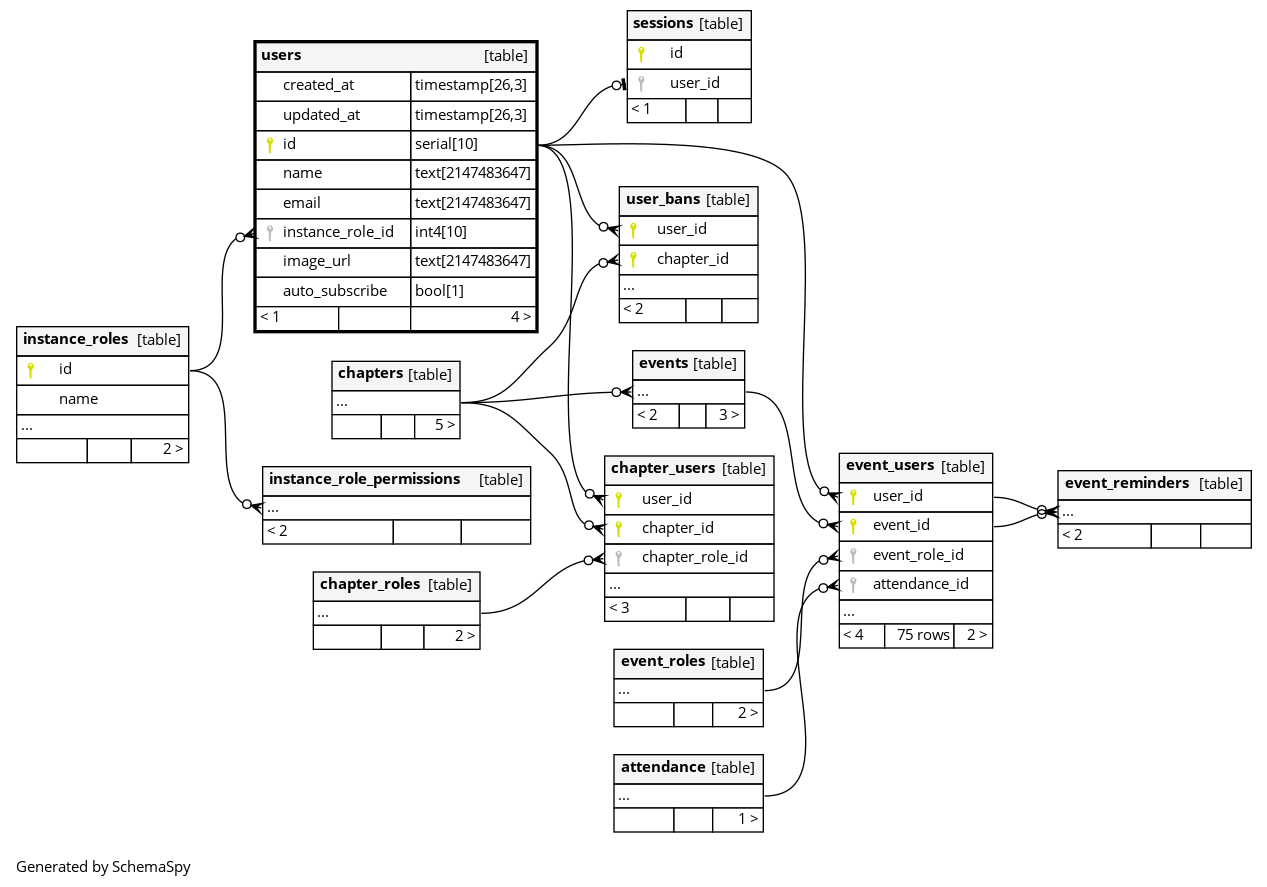 sessions [table]
id
user_id
< 1
users [table]
created_at timestamp[26,3]
updated_at timestamp[26,3]
id serial[10]
name text[2147483647]
email text[2147483647]
instance_role_id int4[10]
image_url text[2147483647]
auto_subscribe bool[1]
< 1 4 >
user_bans [table]
user_id
chapter_id
...
< 2
instance_roles [table]
id
name
...
2 >
chapters [table]
...
5 >
events [table]
...
< 2 3 >
instance_role_permissions [table]
...
< 2
chapter_users [table]
user_id
chapter_id
chapter_role_id
...
< 3
event_users [table]
user_id
event_id
event_role_id
attendance_id
...
< 4 75 rows 2 >
event_reminders [table]
...
< 2
chapter_roles [table]
...
2 >
event_roles [table]
...
2 >
attendance [table]
...
1 >
Generated by SchemaSpy